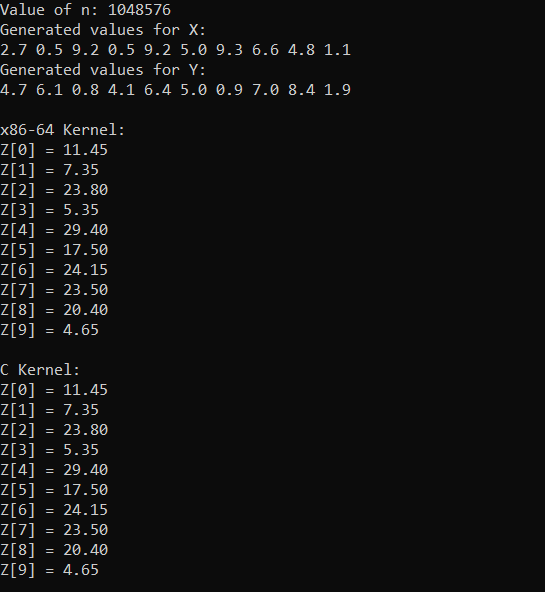 Value of n: 1048576
Generated values for X:
2.7 0.5 9.2 0.5 9.2 5.0 9.3 6.6 4.8 1.1
Generated values for Y:
4.7 6.1 0.8 4.1 6.4 5.0 0.9 7.0 8.4 1.9
x86-64 Kernel:
Z[0] = 11.45
Z[1] = 7.35
Z[2] = 23.80
Z[3] = 5.35
Z[4] = 29.40
Z[5] = 17.50
Z[6] = 24.15
Z[7] = 23.50
Z[8] = 20.40
Z[9] = 4.65
C Kernel:
Z[0] = 11.45
Z[1] = 7.35
Z[2] = 23.80
Z[3] = 5.35
Z[4] = 29.40
Z[5] = 17.50
Z[6] = 24.15
Z[7] = 23.50
Z[8] = 20.40
Z[9] = 4.65